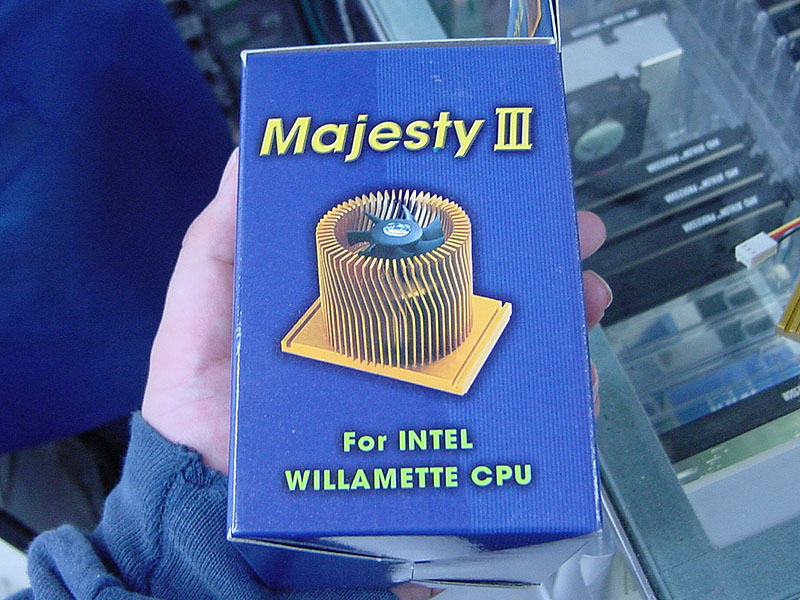 Majesty III
For INTEL
WILLAMETTE CPU